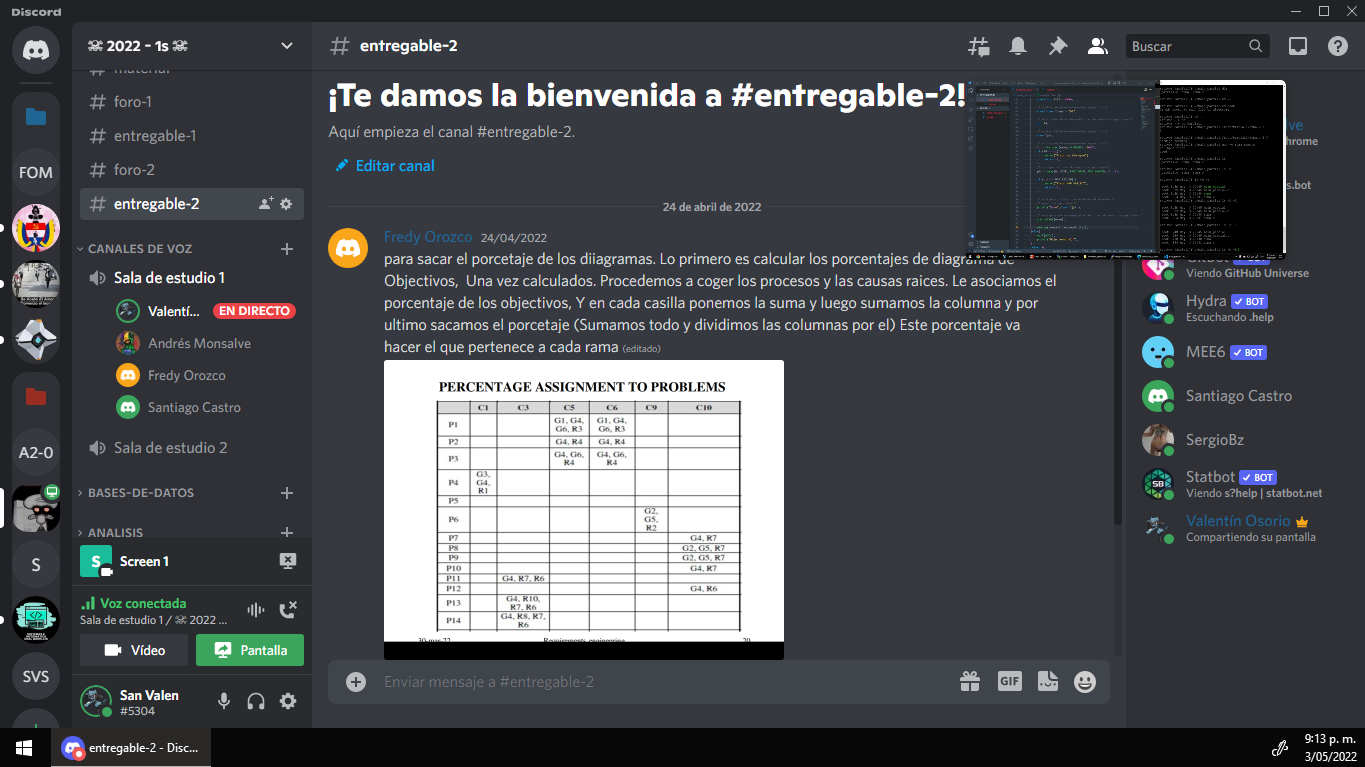 Discord
☠ 2022 - 1s ☠
# entregable-2
Buscar
material
foro-1
entregable-1
foro-2
entregable-2
CANALES DE VOZ
Sala de estudio 1
Valentí... EN DIRECTO
Andrés Monsalve
Fredy Orozco
Santiago Castro
Sala de estudio 2
BASES-DE-DATOS
ANALISIS
FOM
A2-0
S
SVS
S Screen 1
Voz conectada
Sala de estudio 1 / ☠ 2022 ...
Vídeo
Pantalla
San Valen
#5304
¡Te damos la bienvenida a #entregable-2!
Aquí empieza el canal #entregable-2.
Editar canal
24 de abril de 2022
Fredy Orozco 24/04/2022
para sacar el porcetaje de los diiagramas. Lo primero es calcular los porcentajes de diagrama de
Objectivos, Una vez calculados. Procedemos a coger los procesos y las causas raices. Le asociamos el
porcentaje de los objectivos, Y en cada casilla ponemos la suma y luego sumamos la columna y por
ultimo sacamos el porcetaje (Sumamos todo y dividimos las columnas por el) Este porcentaje va
hacer el que pertenece a cada rama (editado)
PERCENTAGE ASSIGNMENT TO PROBLEMS
C1 C3 C5 C6 C9 C10
P1 G1, G4, G6, R3 G1, G4, G6, R3
P2 G4, R4 G4, R4
P3 G4, G6, R4 G4, G6, R4
P4 G3, G4, R1
P5
P6 G2, G5, R2
P7 G4, R7
P8 G2, G5, R7
P9 G2, G5, R7
P10 G4, R7
P11 G4, R7, R6
P12 G4, R6
P13 G4, R10, R7, R6
P14 G4, R8, R7, R6
30-mar-22 Requirements engineering 20
Enviar mensaje a #entregable-2
GIF
ve
hrome
s.bot
GitBot BOT
Viendo GitHub Universe
Hydra BOT
Escuchando .help
MEE6 BOT
Santiago Castro
SergioBz
Statbot BOT
Viendo s?help | statbot.net
Valentín Osorio
Compartiendo su pantalla
entregable-2 - Disc...
9:13 p. m.
3/05/2022